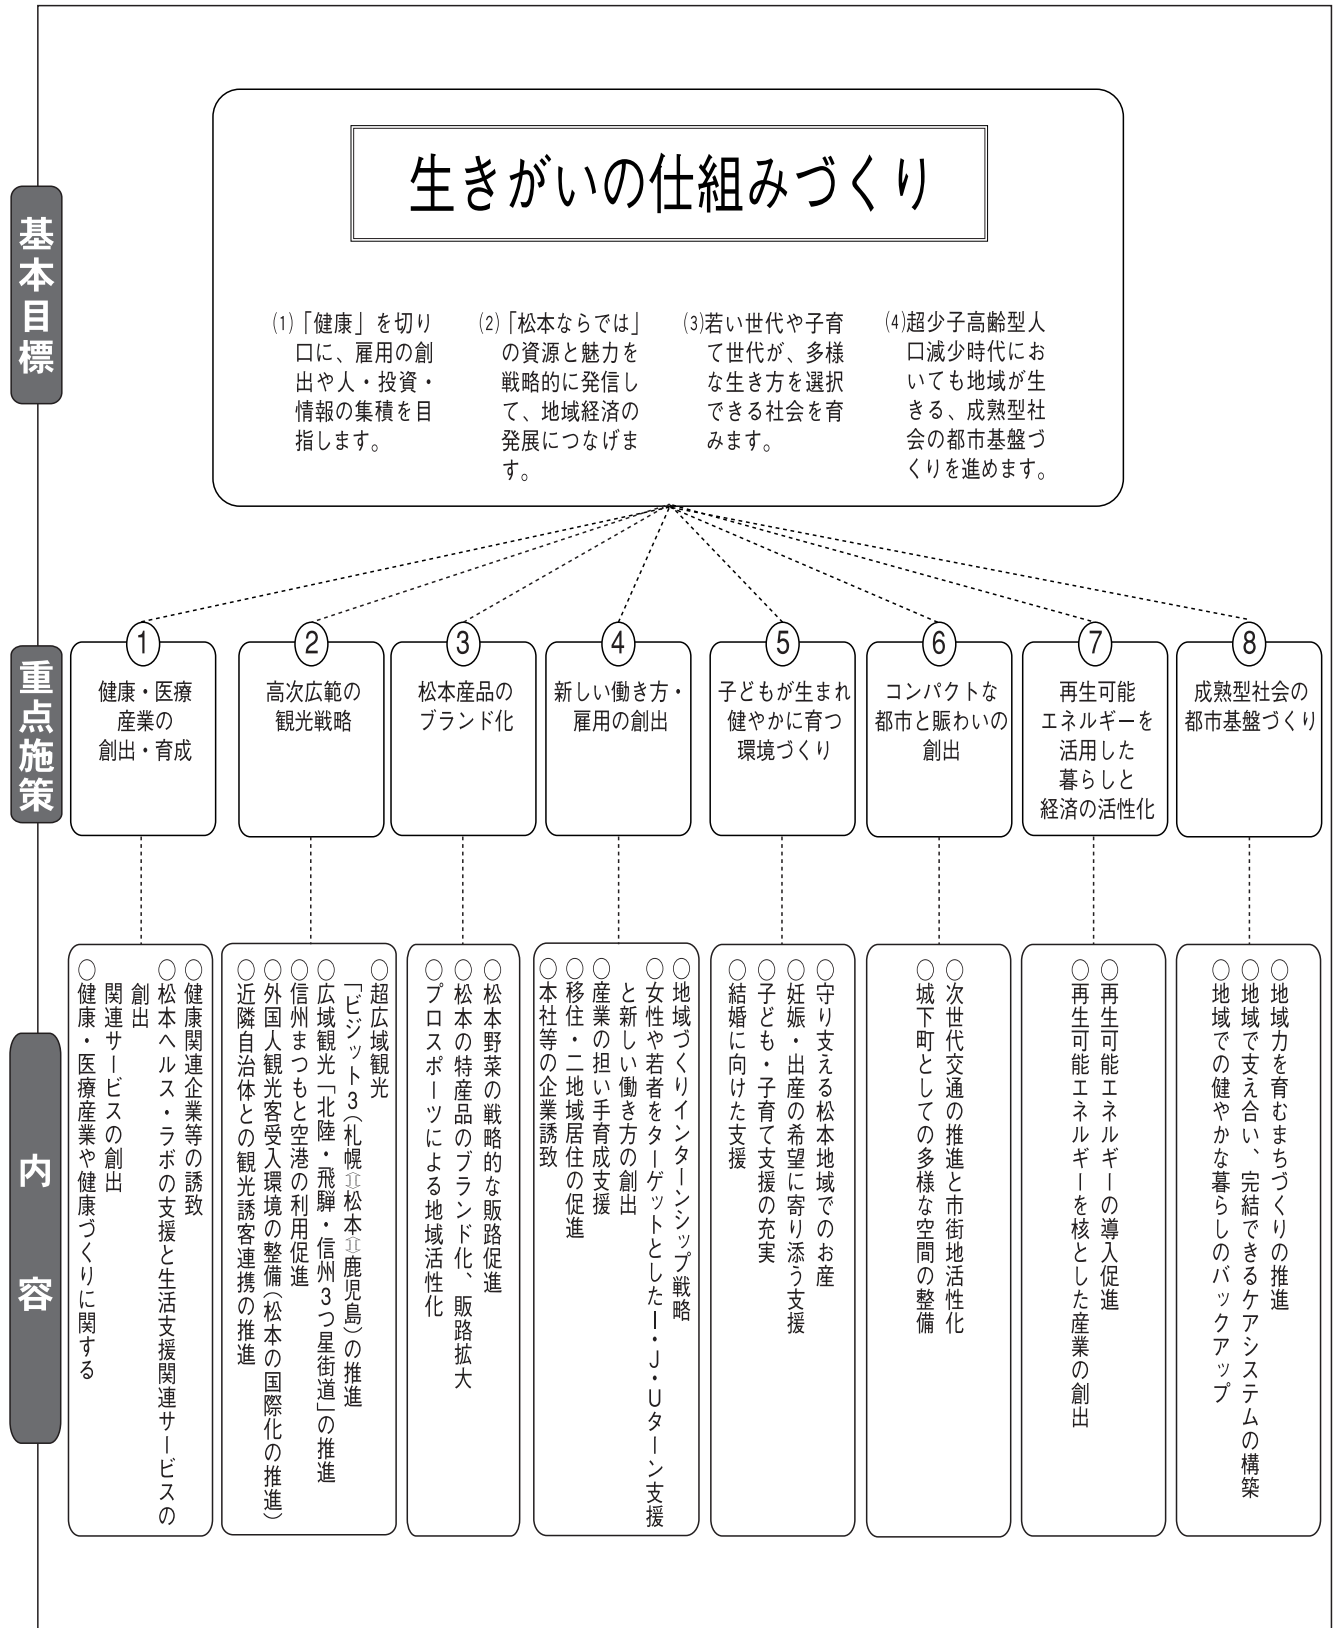 基本目標
生きがいの仕組みづくり
⑴「健康」を切り
口に、雇用の創
出や人・投資・
情報の集積を目
指します。
⑵「松本ならでは」
の資源と魅力を
戦略的に発信し
て、地域経済の
発展につなげま
す。
⑶若い世代や子育
て世代が、多様
な生き方を選択
できる社会を育
みます。
⑷超少子高齢型人
口減少時代にお
いても地域が生
きる、成熟型社
会の都市基盤づ
くりを進めます。
重点施策
1
健康・医療
産業の
創出・育成
2
高次広範の
観光戦略
3
松本産品の
ブランド化
4
新しい働き方・
雇用の創出
5
子どもが生まれ
健やかに育つ
環境づくり
6
コンパクトな
都市と賑わいの
創出
7
再生可能
エネルギーを
活用した
暮らしと
経済の活性化
8
成熟型社会の
都市基盤づくり
内容
○健康関連企業等の誘致
○松本ヘルス・ラボの支援と生活支援関連サービスの
創出
関連サービスの創出
○健康・医療産業や健康づくりに関する
○超広域観光
「ビジット3(札幌⇕松本⇕鹿児島)の推進
○広域観光「北陸・飛騨・信州3つ星街道」の推進
○信州まつもと空港の利用促進
○外国人観光客受入環境の整備(松本の国際化の推進)
○近隣自治体との観光誘客連携の推進
○松本野菜の戦略的な販路促進
○松本の特産品のブランド化、販路拡大
○プロスポーツによる地域活性化
○地域づくりインターンシップ戦略
○女性や若者をターゲットとしたI・J・Uターン支援
と新しい働き方の創出
○産業の担い手育成支援
○移住・二地域居住の促進
○本社等の企業誘致
○守り支える松本地域でのお産
○妊娠・出産の希望に寄り添う支援
○子ども・子育て支援の充実
○結婚に向けた支援
○次世代交通の推進と市街地活性化
○城下町としての多様な空間の整備
○再生可能エネルギーの導入促進
○再生可能エネルギーを核とした産業の創出
○地域力を育むまちづくりの推進
○地域で支え合い、完結できるケアシステムの構築
○地域での健やかな暮らしのバックアップ